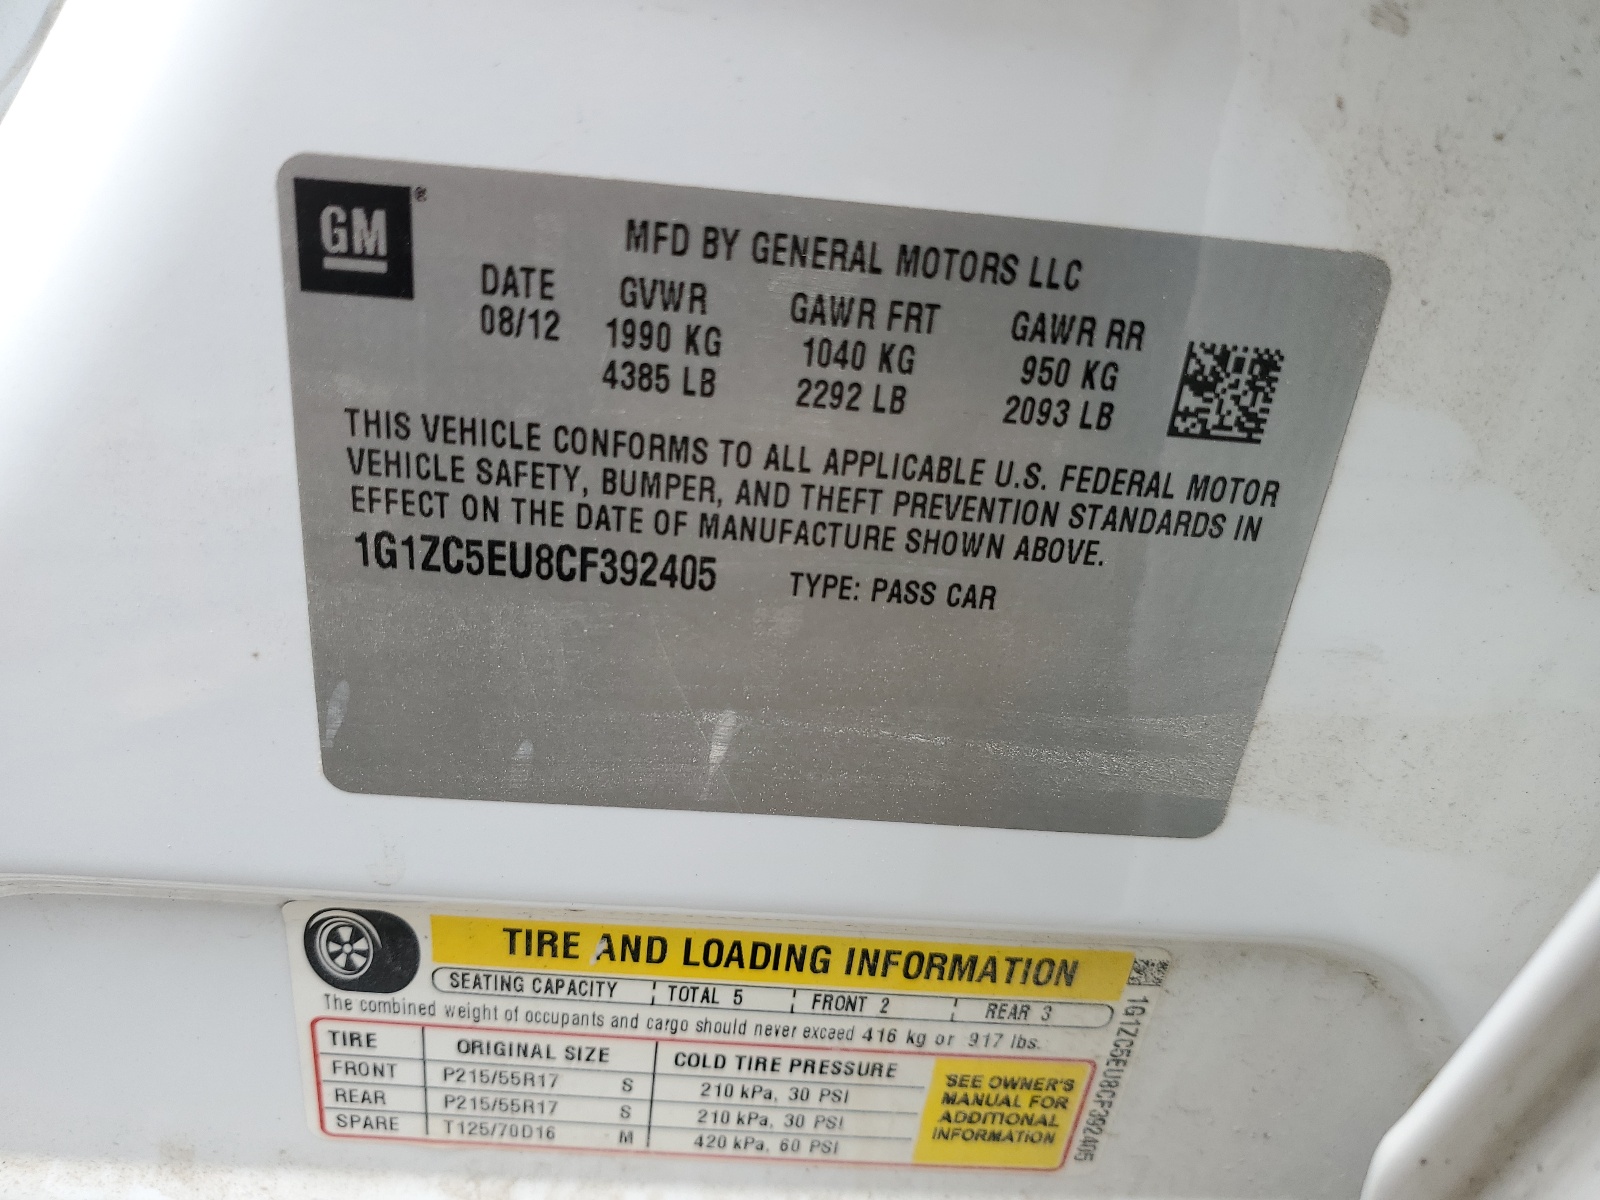 GM ®
MFD BY GENERAL MOTORS LLC
DATE GVWR GAWR FRT GAWR RR
08/12 1990 KG 1040 KG 950 KG
4385 LB 2292 LB 2093 LB
THIS VEHICLE CONFORMS TO ALL APPLICABLE U.S. FEDERAL MOTOR
VEHICLE SAFETY, BUMPER, AND THEFT PREVENTION STANDARDS IN
EFFECT ON THE DATE OF MANUFACTURE SHOWN ABOVE.
1G1ZC5EU8CF392405 TYPE: PASS CAR
TIRE AND LOADING INFORMATION
SEATING CAPACITY TOTAL 5 FRONT 2 REAR 3
The combined weight of occupants and cargo should never exceed 416 kg or 917 lbs.
TIRE ORIGINAL SIZE COLD TIRE PRESSURE
FRONT P215/55R17 S 210 kPa, 30 PSI
REAR P215/55R17 S 210 kPa, 30 PSI
SPARE T125/70D16 M 420 kPa, 60 PSI
SEE OWNER'S
MANUAL FOR
ADDITIONAL
INFORMATION
1G1ZC5EU8CF392405